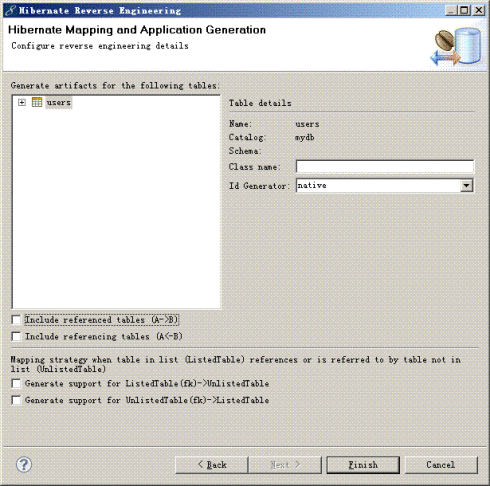 Hibernate Reverse Engineering
Hibernate Mapping and Application Generation
Configure reverse engineering details
Generate artifacts for the following tables:
users
Table details
Name: users
Catalog: mydb
Schema:
Class name:
Id Generator: native
Include referenced tables (A->B)
Include referencing tables (A<-B)
Mapping strategy when table in list (ListedTable) references or is referred to by table not in
list (UnlistedTable)
Generate support for ListedTable(fk)->UnlistedTable
Generate support for UnlistedTable(fk)->ListedTable
< Back Next > Finish Cancel